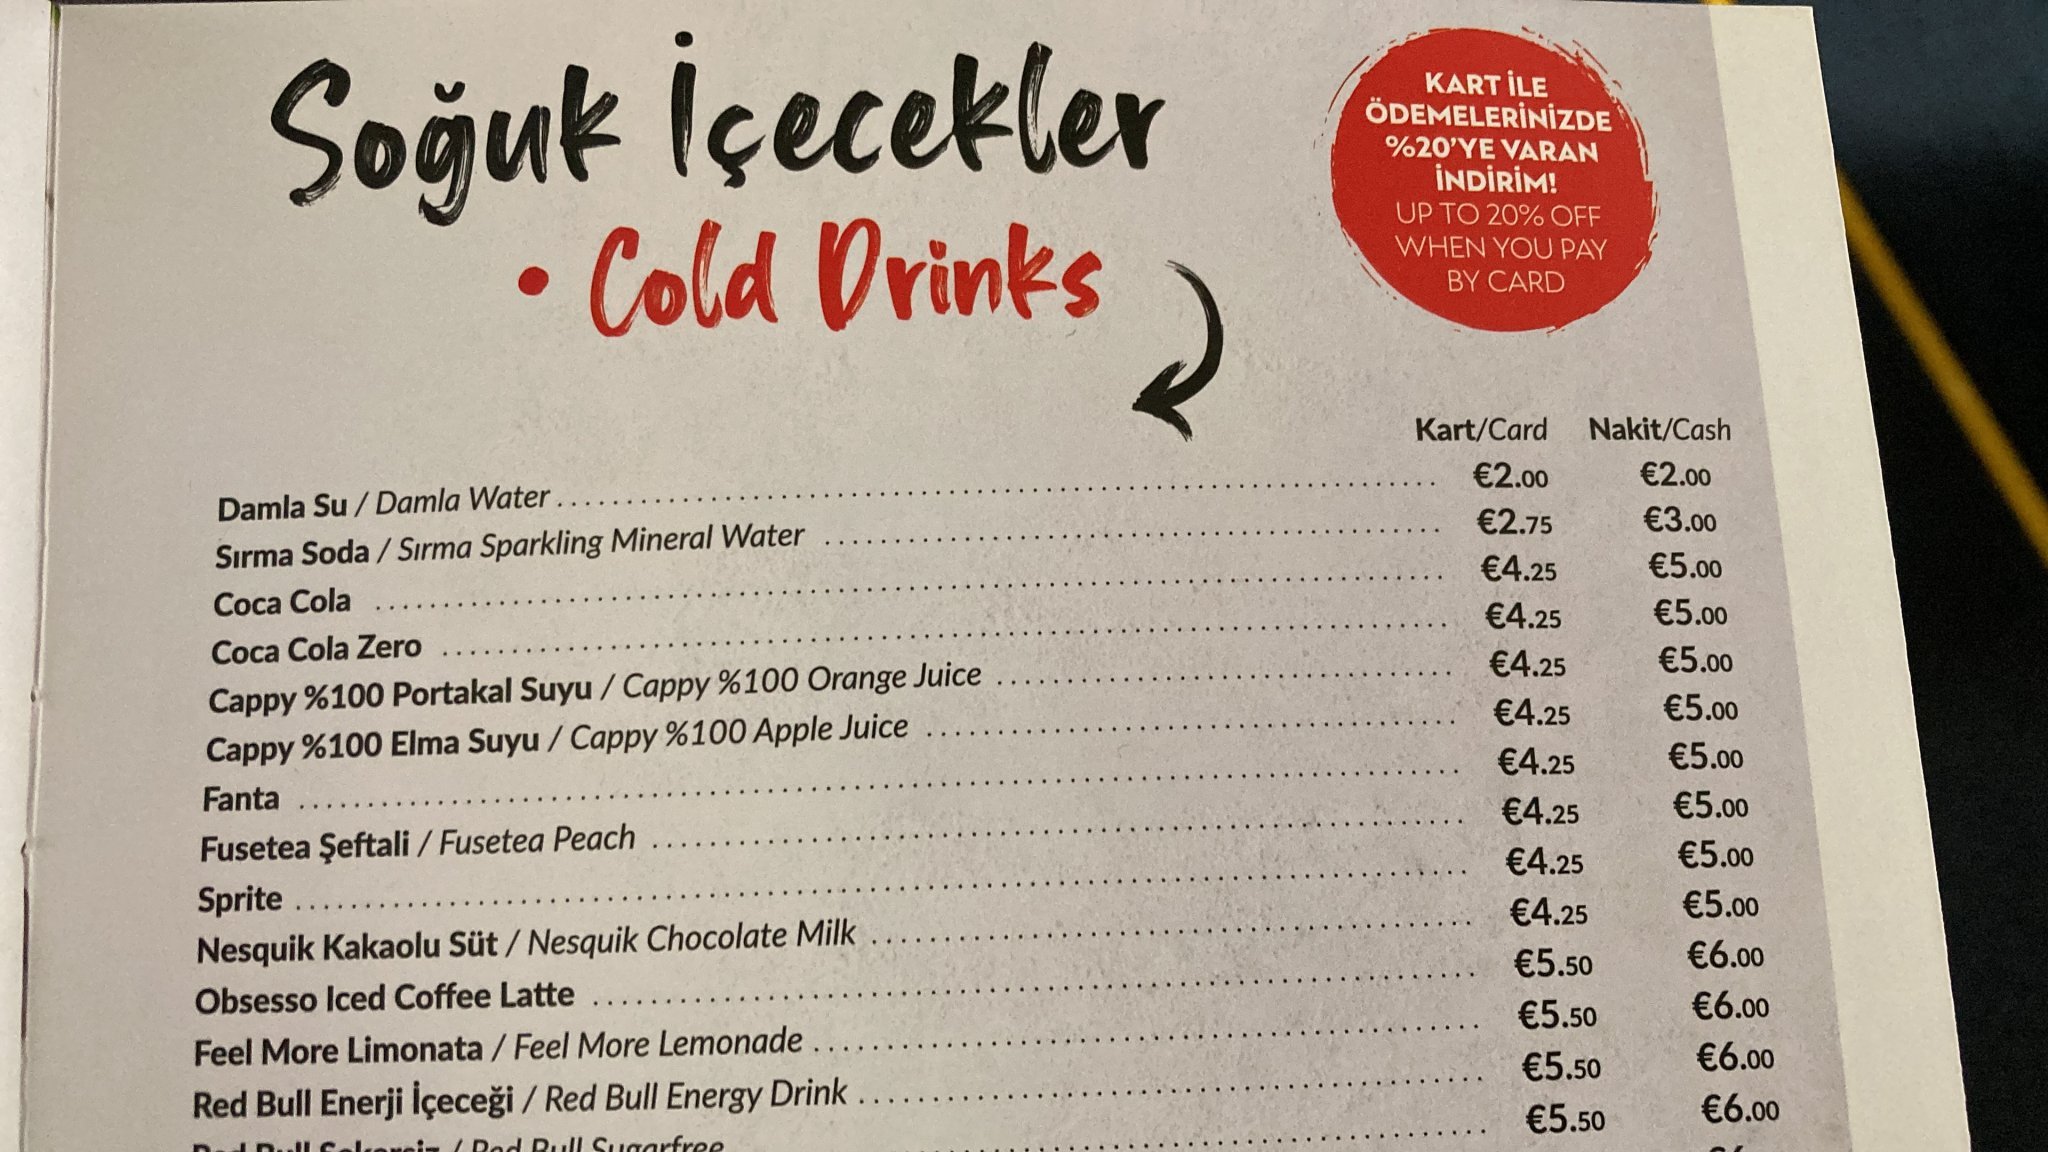 Soğuk İçecekler
• Cold Drinks
KART İLE
ÖDEMELERİNİZDE
%20'YE VARAN
İNDİRİM!
UP TO 20% OFF
WHEN YOU PAY
BY CARD
Kart/Card Nakit/Cash
Damla Su / Damla Water €2.00 €2.00
Sırma Soda / Sırma Sparkling Mineral Water €2.75 €3.00
Coca Cola €4.25 €5.00
Coca Cola Zero €4.25 €5.00
Cappy %100 Portakal Suyu / Cappy %100 Orange Juice €4.25 €5.00
Cappy %100 Elma Suyu / Cappy %100 Apple Juice €4.25 €5.00
Fanta €4.25 €5.00
Fusetea Şeftali / Fusetea Peach €4.25 €5.00
Sprite €4.25 €5.00
Nesquik Kakaolu Süt / Nesquik Chocolate Milk €4.25 €5.00
Obsesso Iced Coffee Latte €5.50 €6.00
Feel More Limonata / Feel More Lemonade €5.50 €6.00
Red Bull Enerji İçeceği / Red Bull Energy Drink €5.50 €6.00
Red Bull Şekersiz / Red Bull Sugarfree €5.50 €6.00